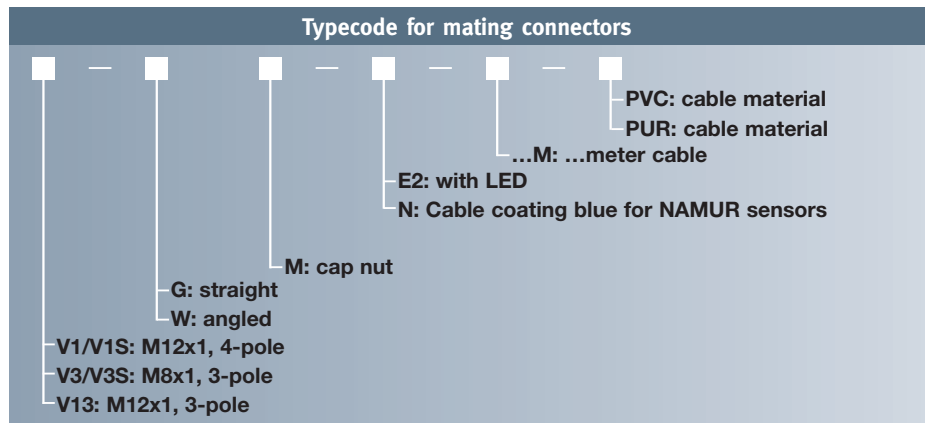 Typecode for mating connectors
— — — —
PVC: cable material
PUR: cable material
...M: ...meter cable
E2: with LED
N: Cable coating blue for NAMUR sensors
M: cap nut
G: straight
W: angled
V1/V1S: M12x1, 4-pole
V3/V3S: M8x1, 3-pole
V13: M12x1, 3-pole